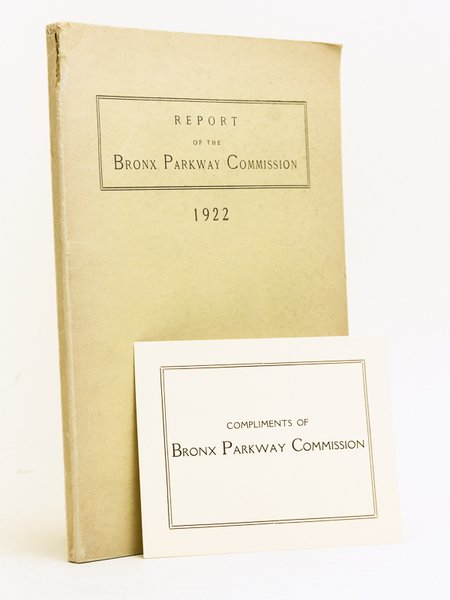 REPORT
OF THE
BRONX PARKWAY COMMISSION
1922
COMPLIMENTS OF
BRONX PARKWAY COMMISSION